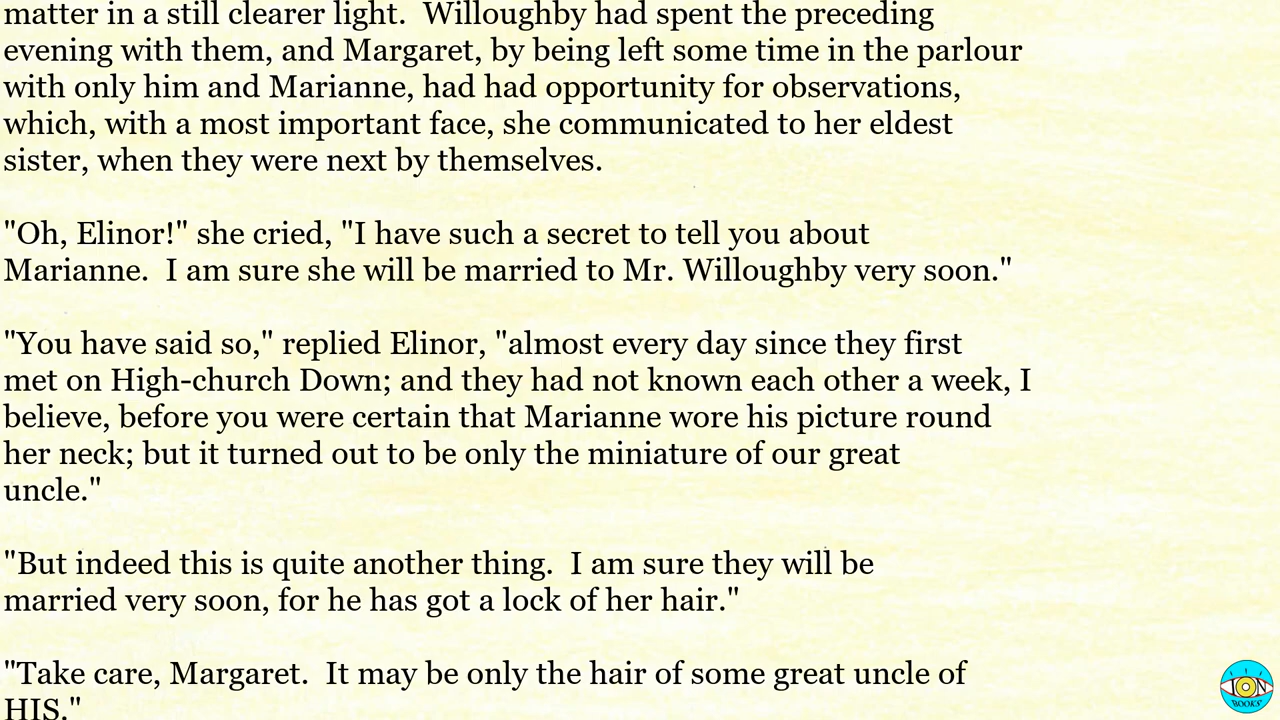 matter in a still clearer light.  Willoughby had spent the preceding
evening with them, and Margaret, by being left some time in the parlour
with only him and Marianne, had had opportunity for observations,
which, with a most important face, she communicated to her eldest
sister, when they were next by themselves.
"Oh, Elinor!" she cried, "I have such a secret to tell you about
Marianne.  I am sure she will be married to Mr. Willoughby very soon."
"You have said so," replied Elinor, "almost every day since they first
met on High-church Down; and they had not known each other a week, I
believe, before you were certain that Marianne wore his picture round
her neck; but it turned out to be only the miniature of our great
uncle."
"But indeed this is quite another thing.  I am sure they will be
married very soon, for he has got a lock of her hair."
"Take care, Margaret.  It may be only the hair of some great uncle of
HIS."
ION
BOOKS